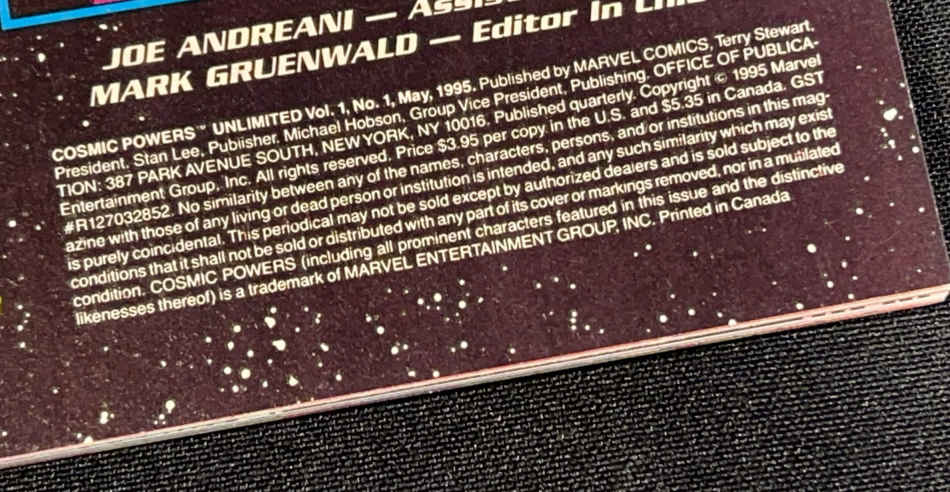 JOE ANDREANI — Assis
MARK GRUENWALD — Editor In Chie
COSMIC POWERS™ UNLIMITED Vol. 1, No. 1, May, 1995. Published by MARVEL COMICS, Terry Stewart,
President. Stan Lee, Publisher. Michael Hobson, Group Vice President, Publishing. OFFICE OF PUBLICA-
TION: 387 PARK AVENUE SOUTH, NEW YORK, NY 10016. Published quarterly. Copyright © 1995 Marvel
Entertainment Group, Inc. All rights reserved. Price $3.95 per copy in the U.S. and $5.35 in Canada. GST
#R127032852. No similarity between any of the names, characters, persons, and/or institutions in this mag-
azine with those of any living or dead person or institution is intended, and any such similarity which may exist
is purely coincidental. This periodical may not be sold except by authorized dealers and is sold subject to the
conditions that it shall not be sold or distributed with any part of its cover or markings removed, nor in a mutilated
condition. COSMIC POWERS (including all prominent characters featured in this issue and the distinctive
likenesses thereof) is a trademark of MARVEL ENTERTAINMENT GROUP, INC. Printed in Canada